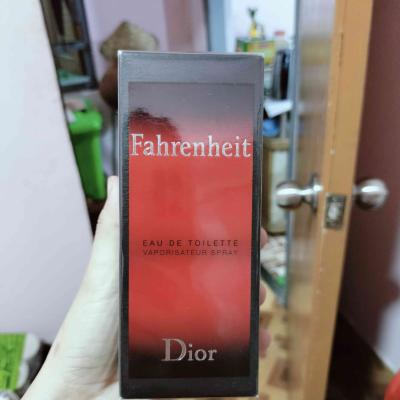 Fahrenheit
EAU DE TOILETTE
VAPORISATEUR SPRAY
Dior